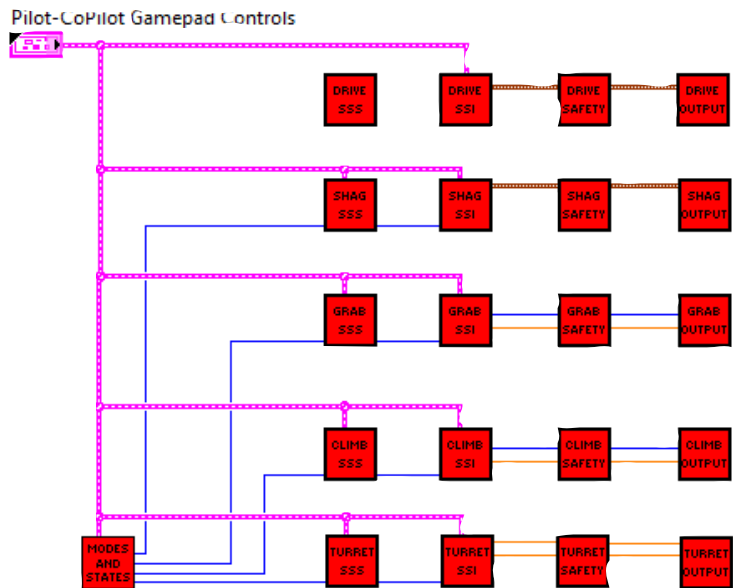 Pilot-CoPilot Gamepad Controls
DRIVE
SSS
DRIVE
SSI
DRIVE
SAFETY
DRIVE
OUTPUT
SHAG
SSS
SHAG
SSI
SHAG
SAFETY
SHAG
OUTPUT
GRAB
SSS
GRAB
SSI
GRAB
SAFETY
GRAB
OUTPUT
CLIMB
SSS
CLIMB
SSI
CLIMB
SAFETY
CLIMB
OUTPUT
MODES
AND
STATES
TURRET
SSS
TURRET
SSI
TURRET
SAFETY
TURRET
OUTPUT